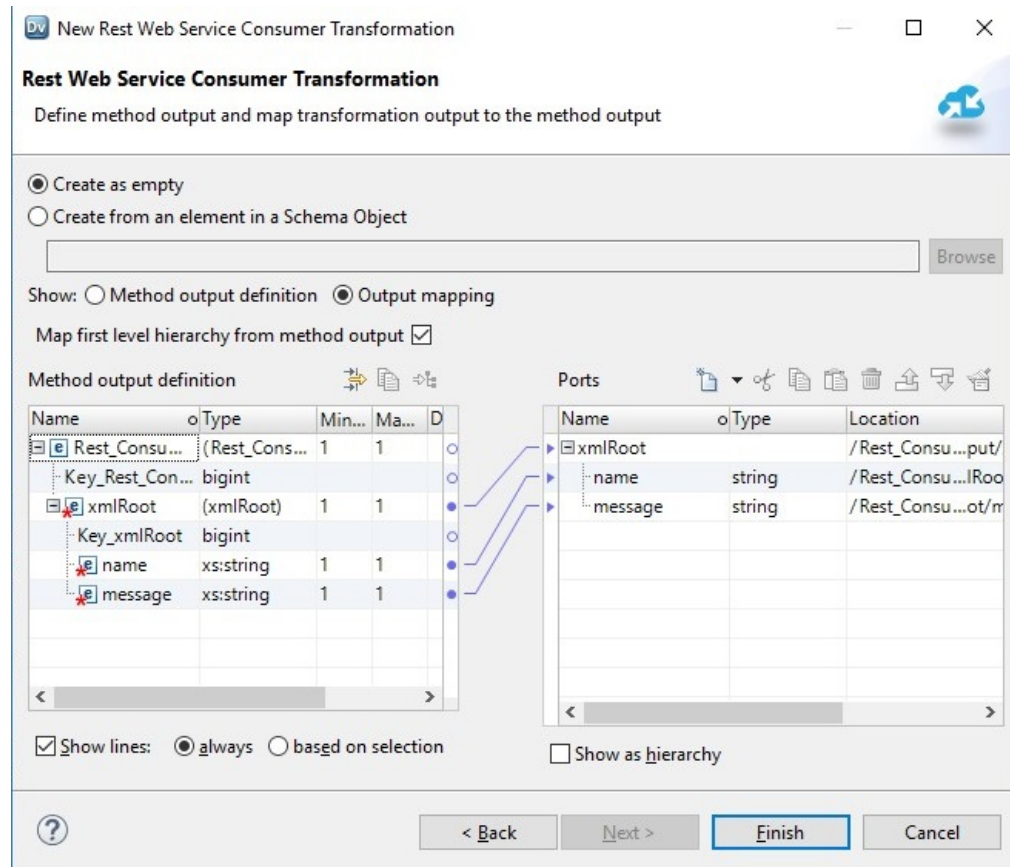 Dv New Rest Web Service Consumer Transformation
Rest Web Service Consumer Transformation
Define method output and map transformation output to the method output
Create as empty
Create from an element in a Schema Object
Browse
Show: Method output definition Output mapping
Map first level hierarchy from method output
Method output definition
Name Type Min... Ma... D
e Rest_Consu... (Rest_Cons... 1 1
Key_Rest_Con... bigint
e xmlRoot (xmlRoot) 1 1
Key_xmlRoot bigint
e name xs:string 1 1
e message xs:string 1 1
Ports
Name Type Location
xmlRoot /Rest_Consu...put/
name string /Rest_Consu...lRoo
message string /Rest_Consu...ot/m
Show lines: always based on selection
Show as hierarchy
? < Back Next > Finish Cancel